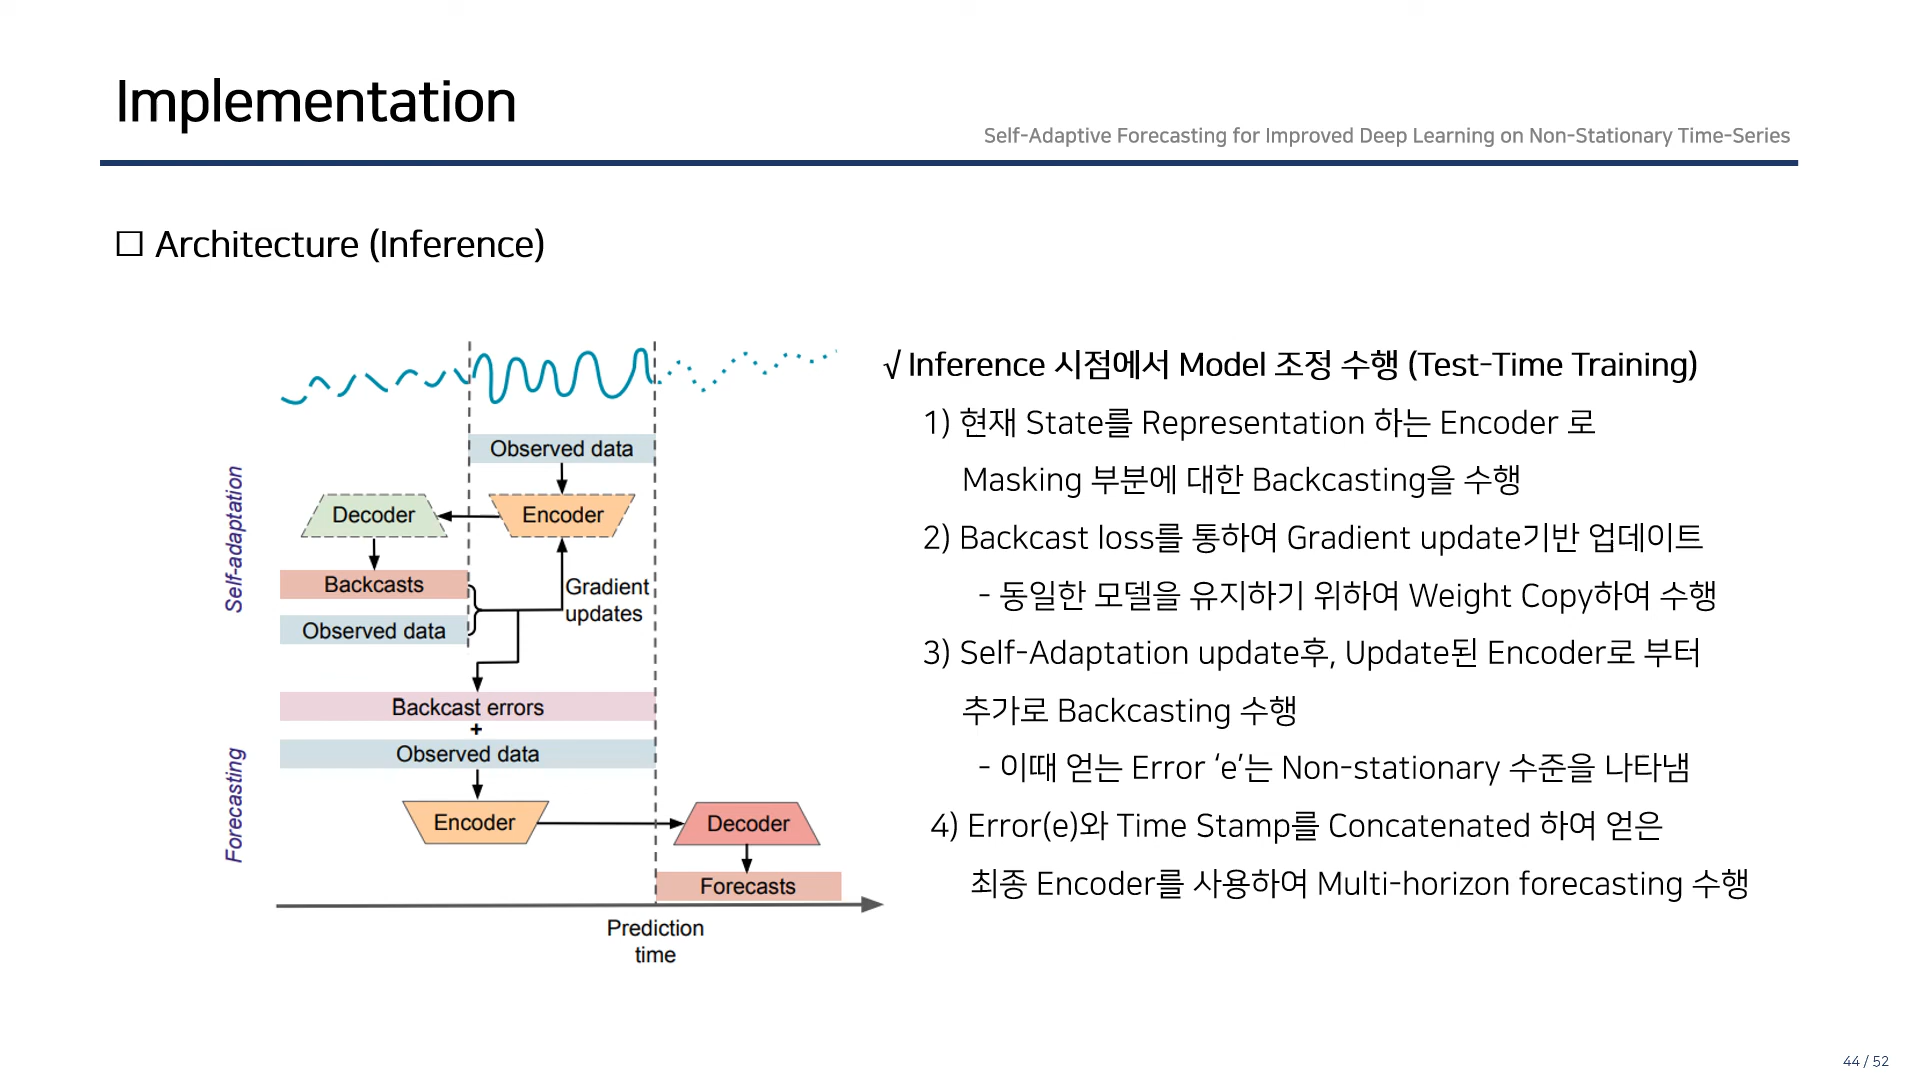 Implementation
Self-Adaptive Forecasting for Improved Deep Learning on Non-Stationary Time-Series
□ Architecture (Inference)
Self-adaptation
Observed data
Decoder
Encoder
Backcasts
Gradient
updates
Observed data
Backcast errors
+
Observed data
Forecasting
Encoder
Decoder
Forecasts
Prediction
time
√ Inference 시점에서 Model 조정 수행 (Test-Time Training)
1) 현재 State를 Representation 하는 Encoder 로
Masking 부분에 대한 Backcasting을 수행
2) Backcast loss를 통하여 Gradient update기반 업데이트
- 동일한 모델을 유지하기 위하여 Weight Copy하여 수행
3) Self-Adaptation update후, Update된 Encoder로 부터
추가로 Backcasting 수행
- 이때 얻는 Error ‘e’는 Non-stationary 수준을 나타냄
4) Error(e)와 Time Stamp를 Concatenated 하여 얻은
최종 Encoder를 사용하여 Multi-horizon forecasting 수행
44 / 52